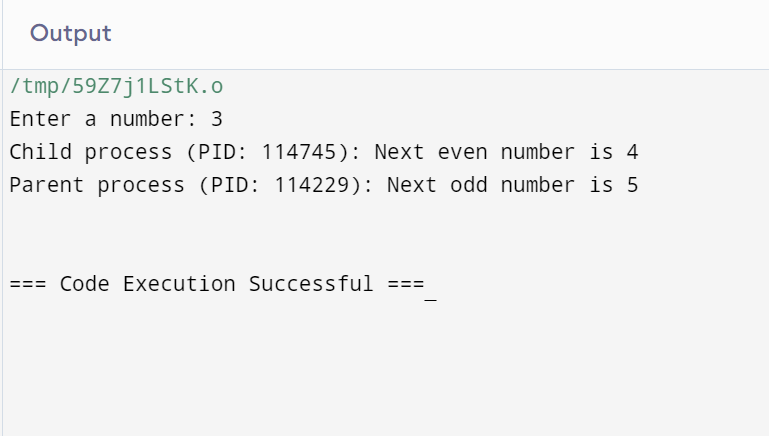 Output
/tmp/59Z7j1LStK.o
Enter a number: 3
Child process (PID: 114745): Next even number is 4
Parent process (PID: 114229): Next odd number is 5
=== Code Execution Successful ===_